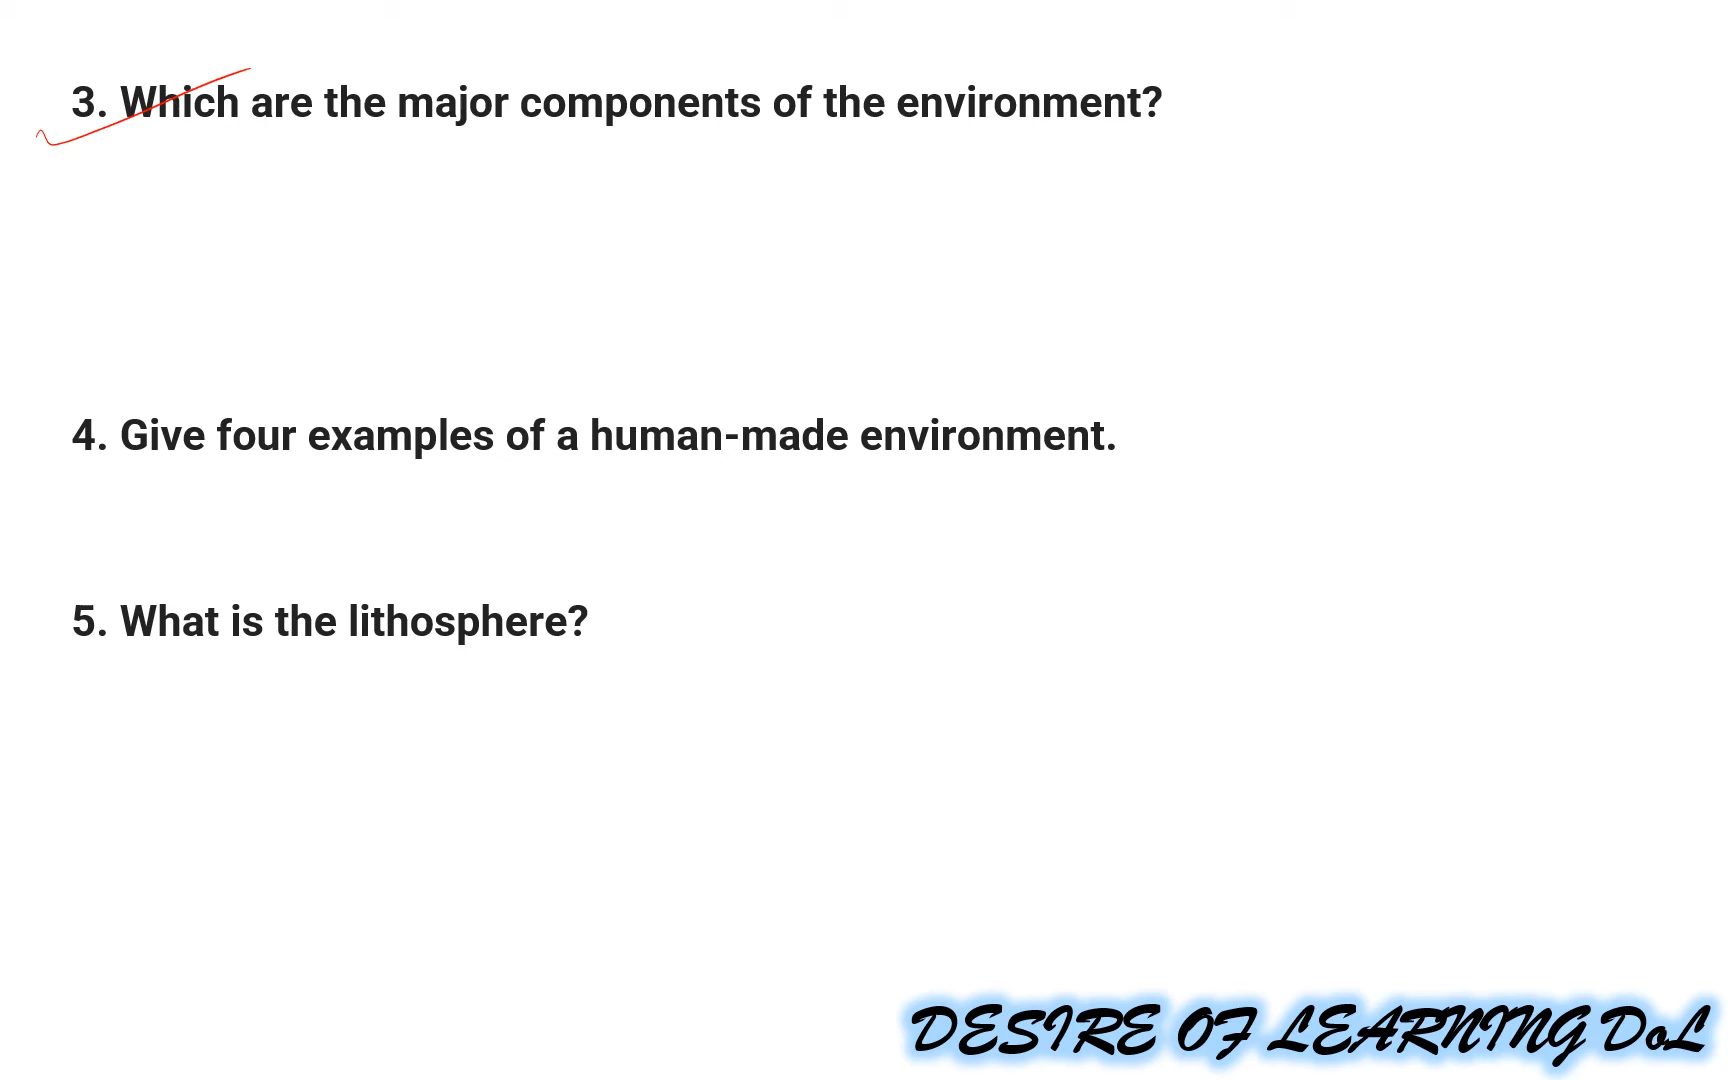 3. Which are the major components of the environment?
4. Give four examples of a human-made environment.
5. What is the lithosphere?
DESIRE OF LEARNING DoL